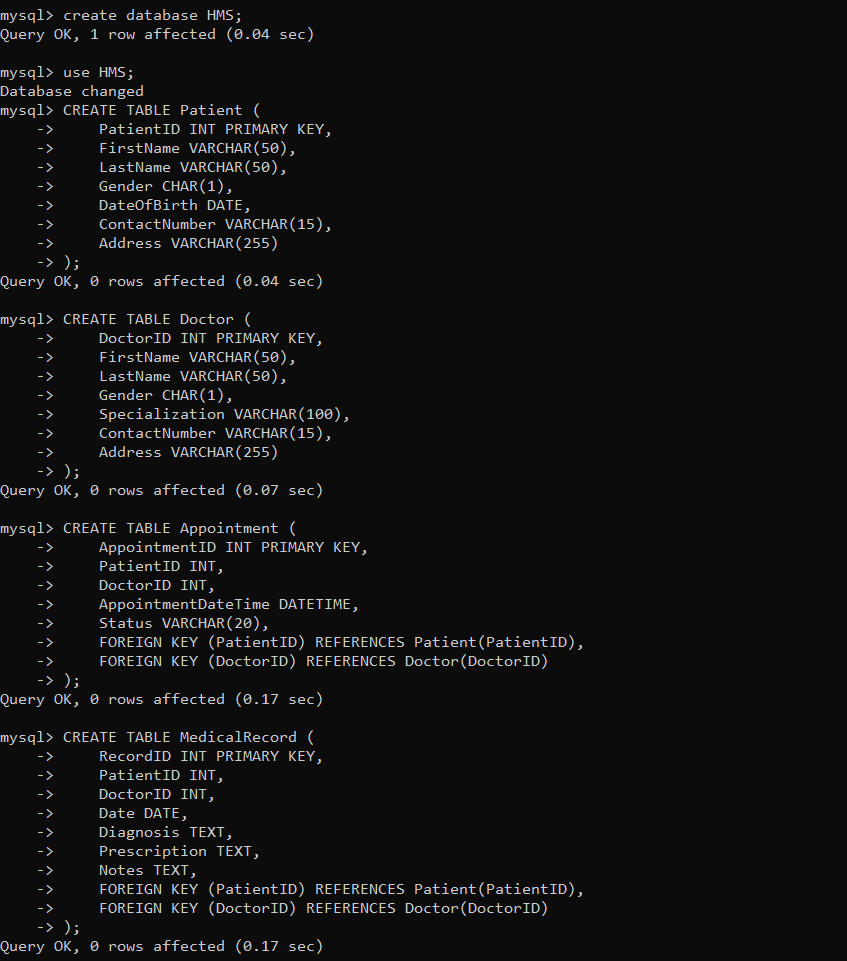 mysql> create database HMS;
Query OK, 1 row affected (0.04 sec)

mysql> use HMS;
Database changed
mysql> CREATE TABLE Patient (
    ->     PatientID INT PRIMARY KEY,
    ->     FirstName VARCHAR(50),
    ->     LastName VARCHAR(50),
    ->     Gender CHAR(1),
    ->     DateOfBirth DATE,
    ->     ContactNumber VARCHAR(15),
    ->     Address VARCHAR(255)
    -> );
Query OK, 0 rows affected (0.04 sec)

mysql> CREATE TABLE Doctor (
    ->     DoctorID INT PRIMARY KEY,
    ->     FirstName VARCHAR(50),
    ->     LastName VARCHAR(50),
    ->     Gender CHAR(1),
    ->     Specialization VARCHAR(100),
    ->     ContactNumber VARCHAR(15),
    ->     Address VARCHAR(255)
    -> );
Query OK, 0 rows affected (0.07 sec)

mysql> CREATE TABLE Appointment (
    ->     AppointmentID INT PRIMARY KEY,
    ->     PatientID INT,
    ->     DoctorID INT,
    ->     AppointmentDateTime DATETIME,
    ->     Status VARCHAR(20),
    ->     FOREIGN KEY (PatientID) REFERENCES Patient(PatientID),
    ->     FOREIGN KEY (DoctorID) REFERENCES Doctor(DoctorID)
    -> );
Query OK, 0 rows affected (0.17 sec)

mysql> CREATE TABLE MedicalRecord (
    ->     RecordID INT PRIMARY KEY,
    ->     PatientID INT,
    ->     DoctorID INT,
    ->     Date DATE,
    ->     Diagnosis TEXT,
    ->     Prescription TEXT,
    ->     Notes TEXT,
    ->     FOREIGN KEY (PatientID) REFERENCES Patient(PatientID),
    ->     FOREIGN KEY (DoctorID) REFERENCES Doctor(DoctorID)
    -> );
Query OK, 0 rows affected (0.17 sec)